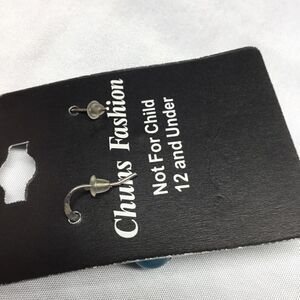 Chuns Fashion
Not For Child
12 and Under